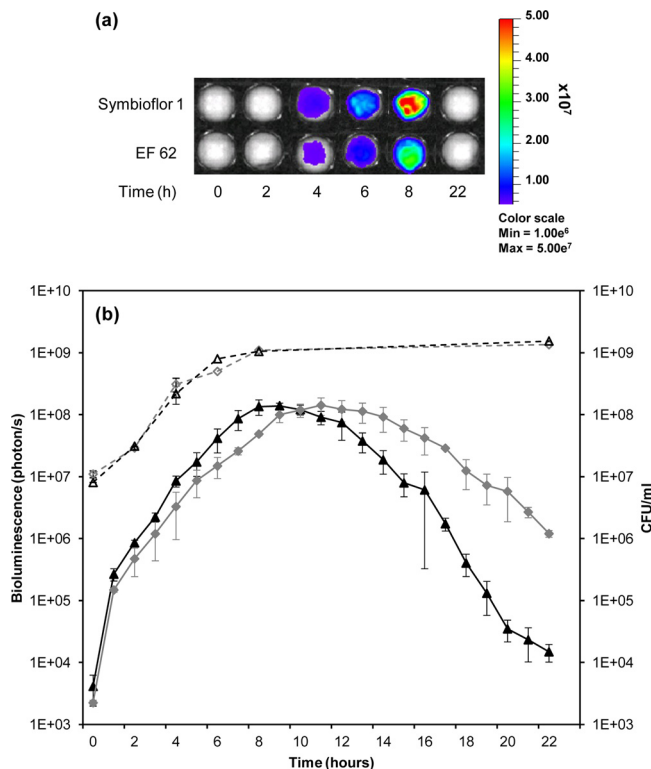 (a)
5.00
4.00
3.00
2.00
1.00
x10⁷
Symbioflor 1
EF 62
Time (h) 0 2 4 6 8 22
Color scale
Min = 1.00e⁶
Max = 5.00e⁷
(b)
1E+10
1E+09
1E+08
1E+07
1E+06
1E+05
1E+04
1E+03
Bioluminescence (photon/s)
1E+10
1E+09
1E+08
1E+07
1E+06
1E+05
1E+04
1E+03
CFU/ml
0 2 4 6 8 10 12 14 16 18 20 22
Time (hours)